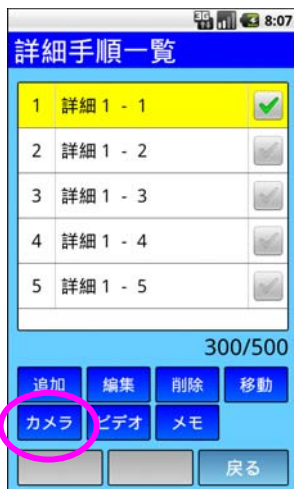 3G 8:07
詳細手順一覧
1 詳細1 - 1
2 詳細1 - 2
3 詳細1 - 3
4 詳細1 - 4
5 詳細1 - 5
300/500
追加 編集 削除 移動
カメラ ビデオ メモ
戻る